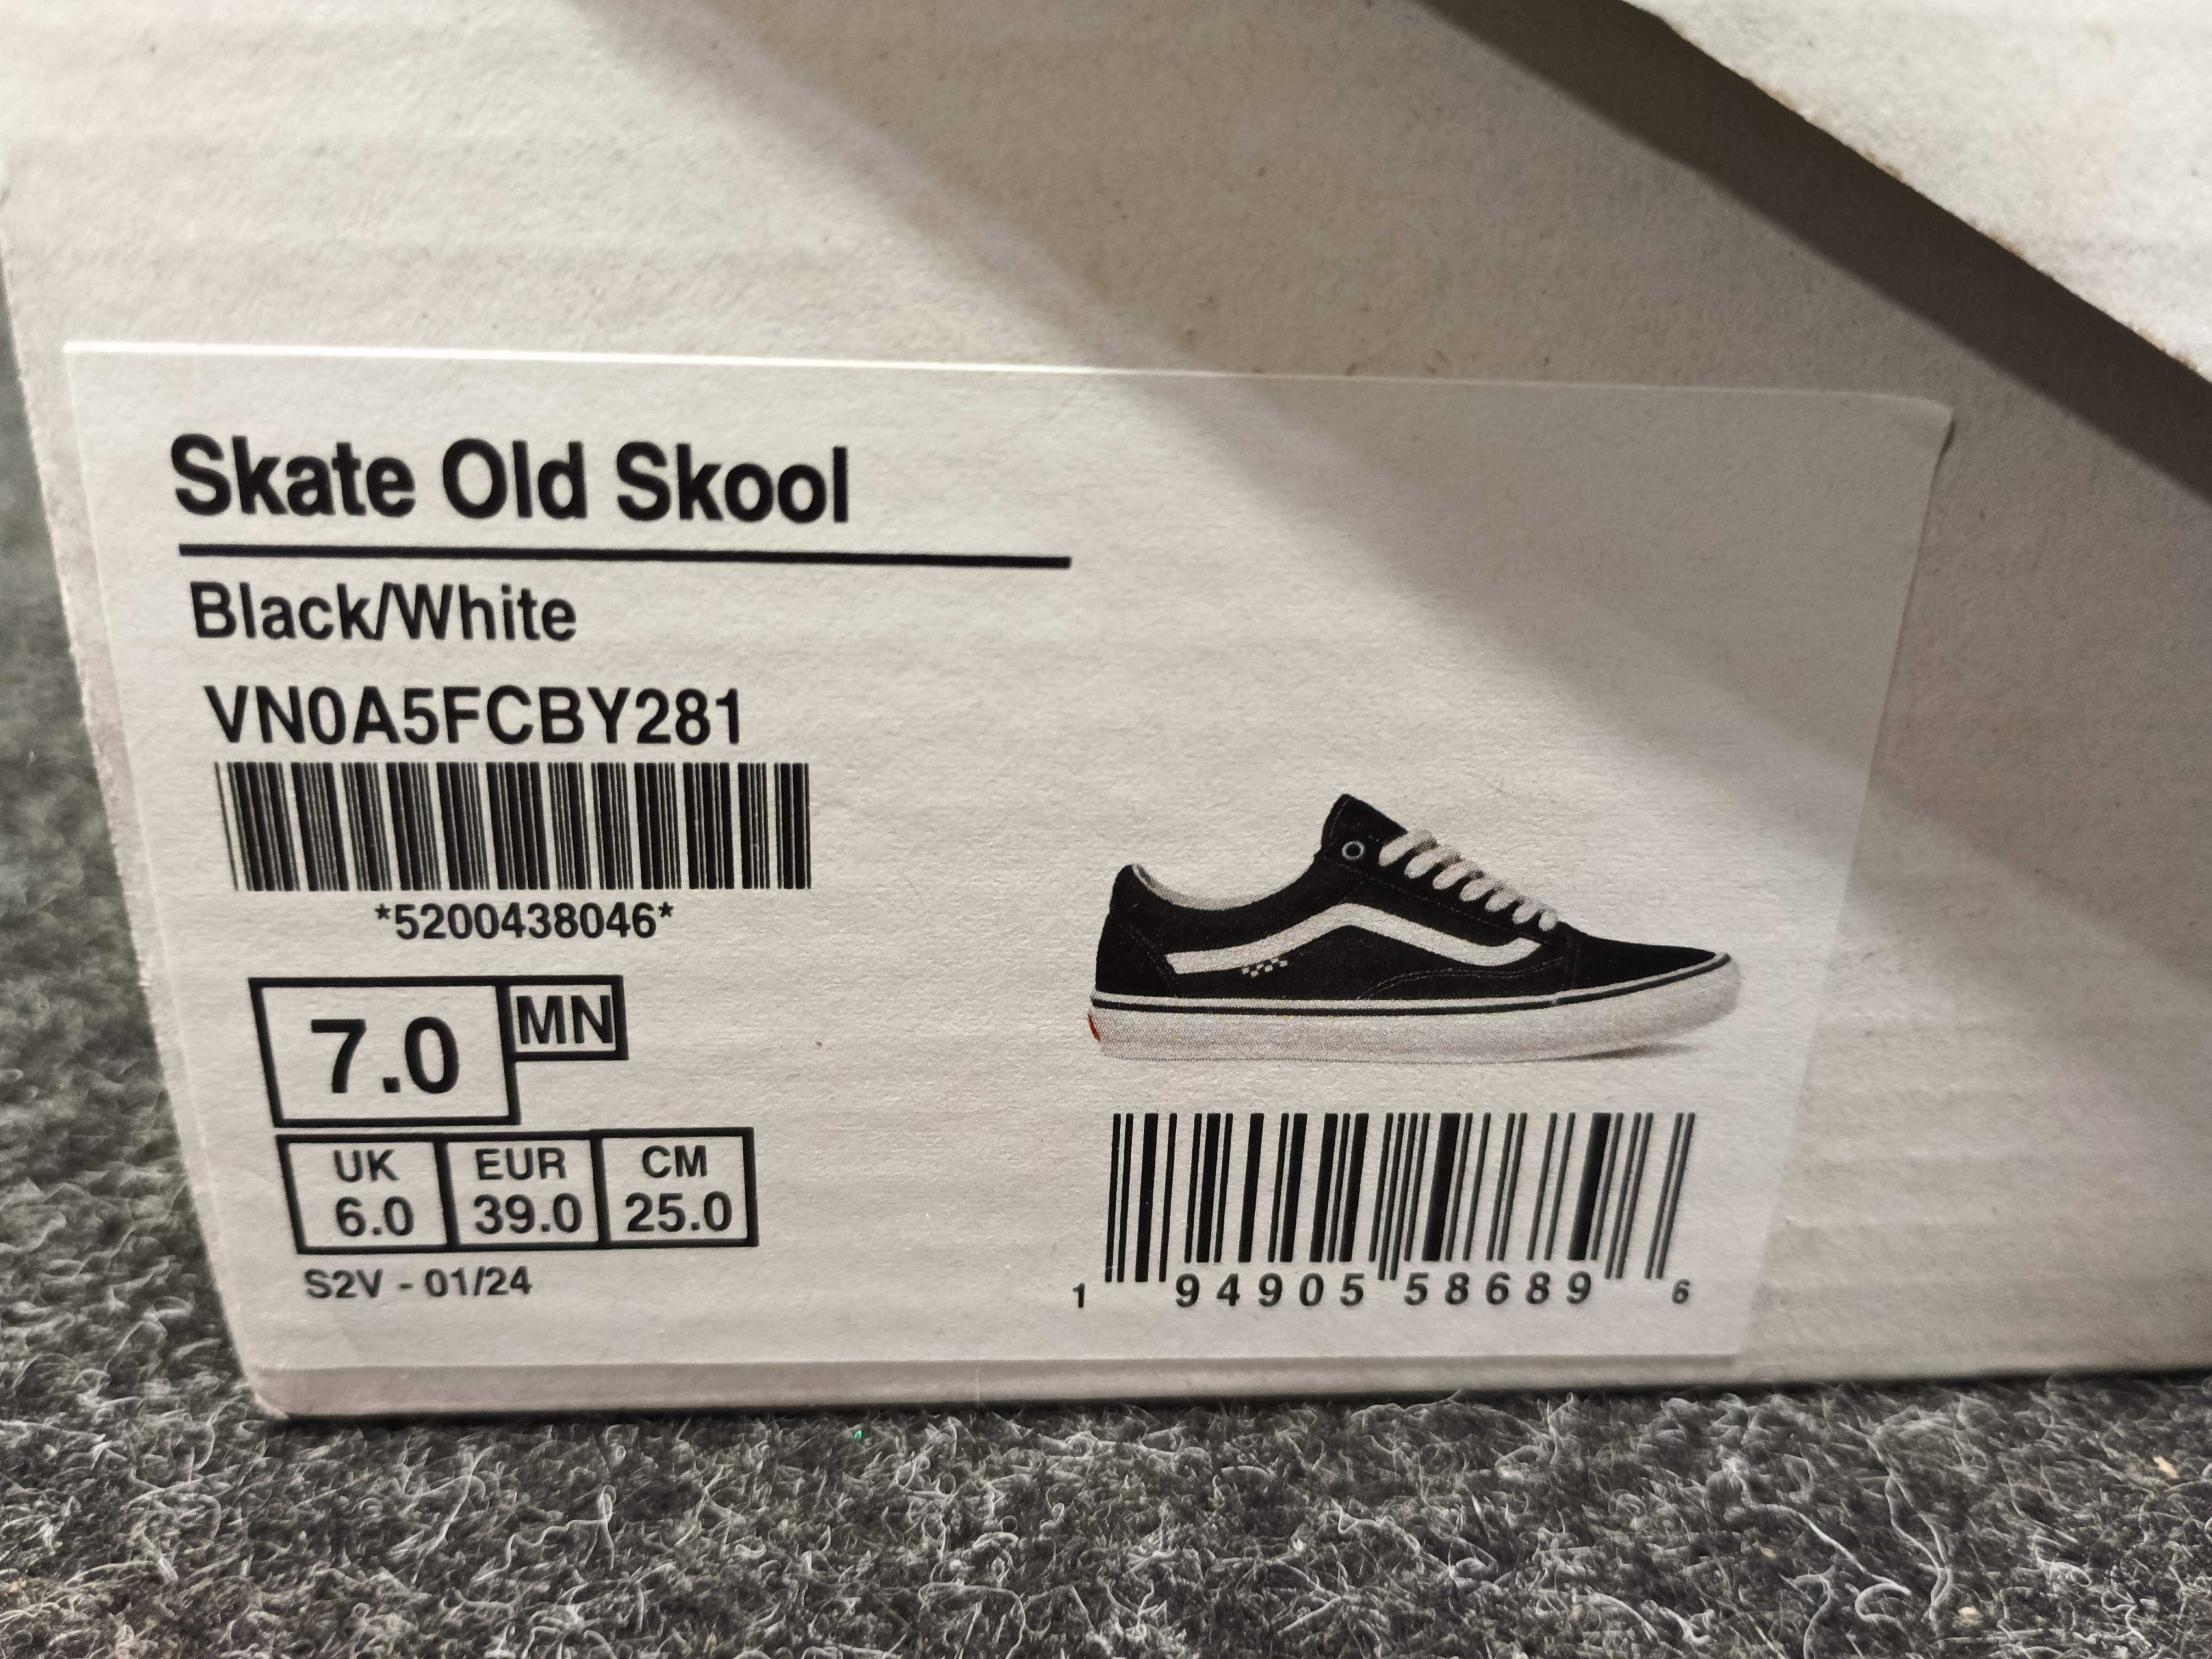 Skate Old Skool
Black/White
VN0A5FCBY281
*5200438046*
7.0 MN
UK EUR CM
6.0 39.0 25.0
S2V - 01/24
1 94905 58689 6